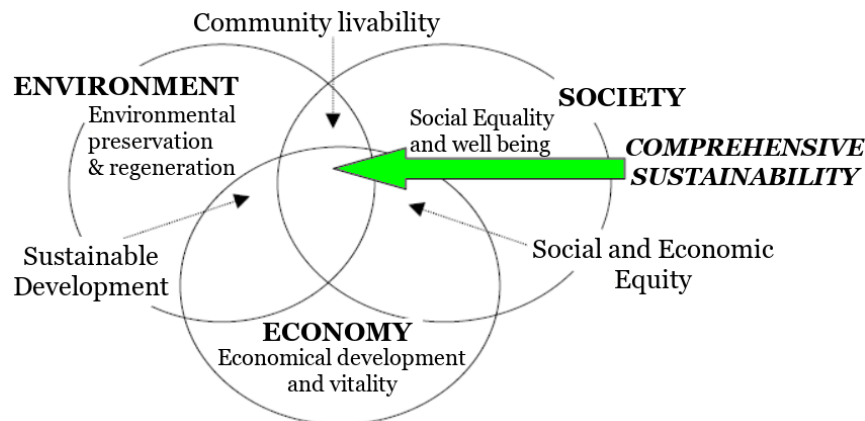 Community livability
ENVIRONMENT
Environmental
preservation
& regeneration
SOCIETY
Social Equality
and well being
COMPREHENSIVE
SUSTAINABILITY
Sustainable
Development
Social and Economic
Equity
ECONOMY
Economical development
and vitality